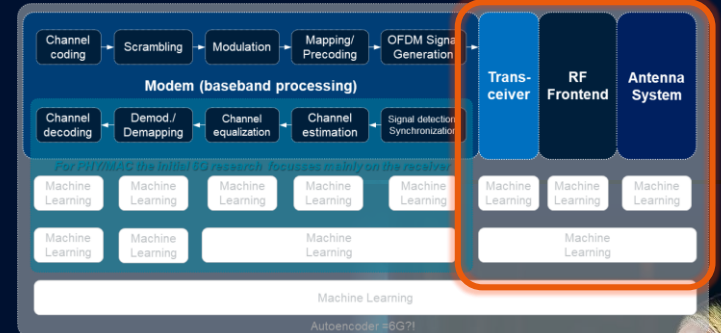 Channel
coding
Scrambling
Modulation
Mapping/
Precoding
OFDM Signal
Generation
Modem (baseband processing)
Trans-
ceiver
RF
Frontend
Antenna
System
Channel
decoding
Demod./
Demapping
Channel
equalization
Channel
estimation
Signal detection
Synchronization
For PHY/MAC the initial 6G research focusses mainly on the receiver
Machine
Learning
Machine
Learning
Machine
Learning
Machine
Learning
Machine
Learning
Machine
Learning
Machine
Learning
Machine
Learning
Machine
Learning
Machine
Learning
Machine
Learning
Machine
Learning
Machine Learning
Autoencoder =6G?!